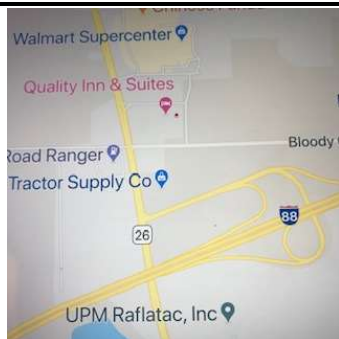 Walmart Supercenter
Quality Inn & Suites
Road Ranger
Tractor Supply Co
Bloody
88
26
UPM Raflatac, Inc